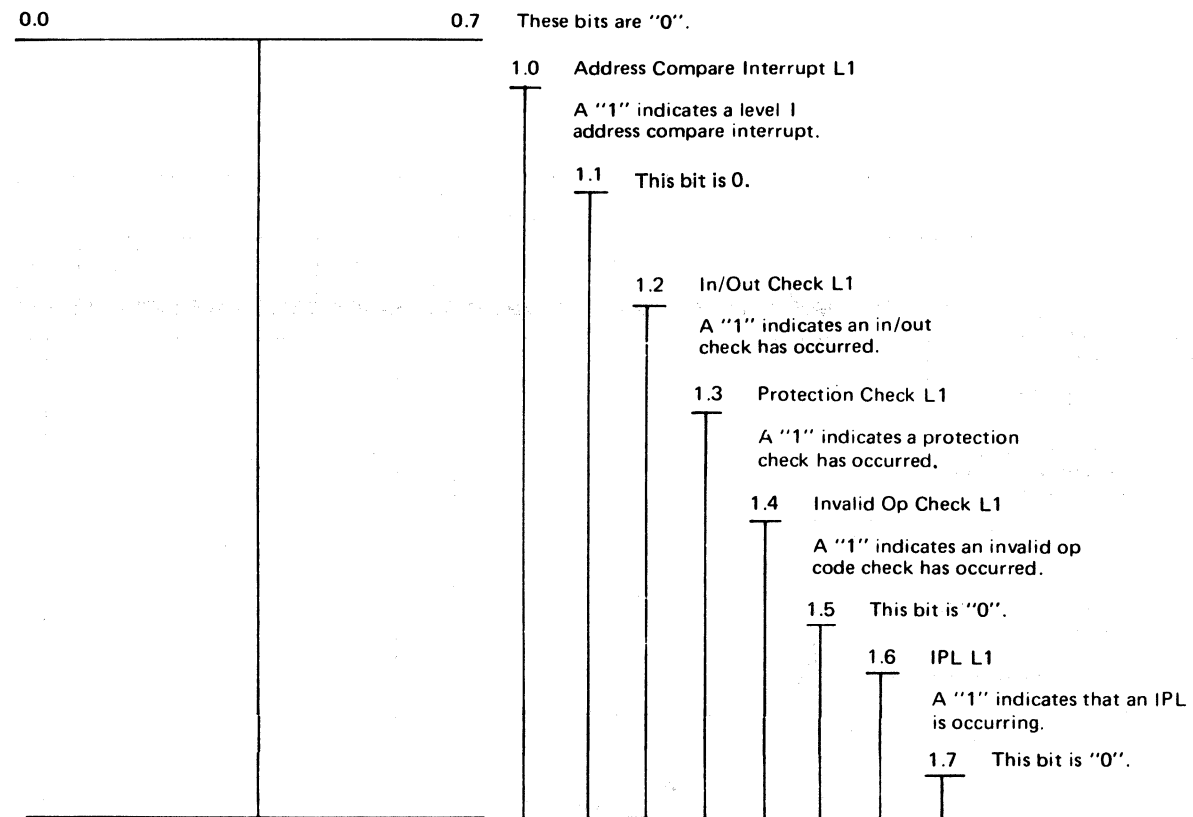 0.0 0.7 These bits are "0".
1.0 Address Compare Interrupt L1
A "1" indicates a level I
address compare interrupt.
1.1 This bit is 0.
1.2 In/Out Check L1
A "1" indicates an in/out
check has occurred.
1.3 Protection Check L1
A "1" indicates a protection
check has occurred.
1.4 Invalid Op Check L1
A "1" indicates an invalid op
code check has occurred.
1.5 This bit is "0".
1.6 IPL L1
A "1" indicates that an IPL
is occurring.
1.7 This bit is "0".